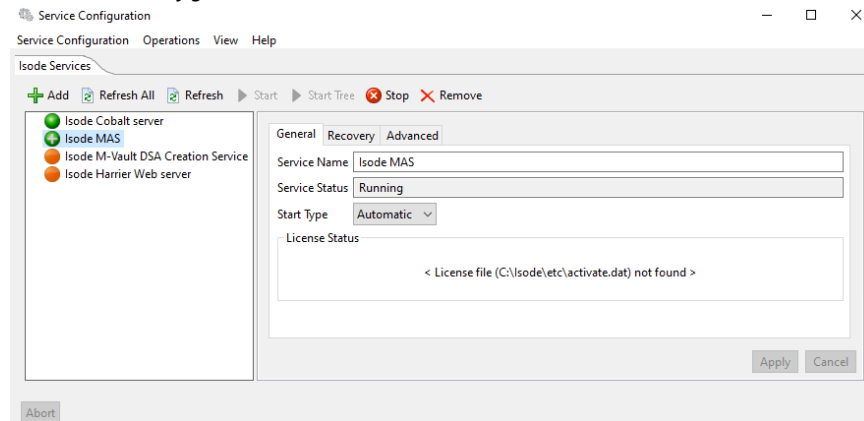 Service Configuration
Service Configuration Operations View Help
Isode Services
Add Refresh All Refresh Start Start Tree Stop Remove
Isode Cobalt server
Isode MAS
Isode M-Vault DSA Creation Service
Isode Harrier Web server
General Recovery Advanced
Service Name Isode MAS
Service Status Running
Start Type Automatic
License Status
< License file (C:\Isode\etc\activate.dat) not found >
Apply Cancel
Abort